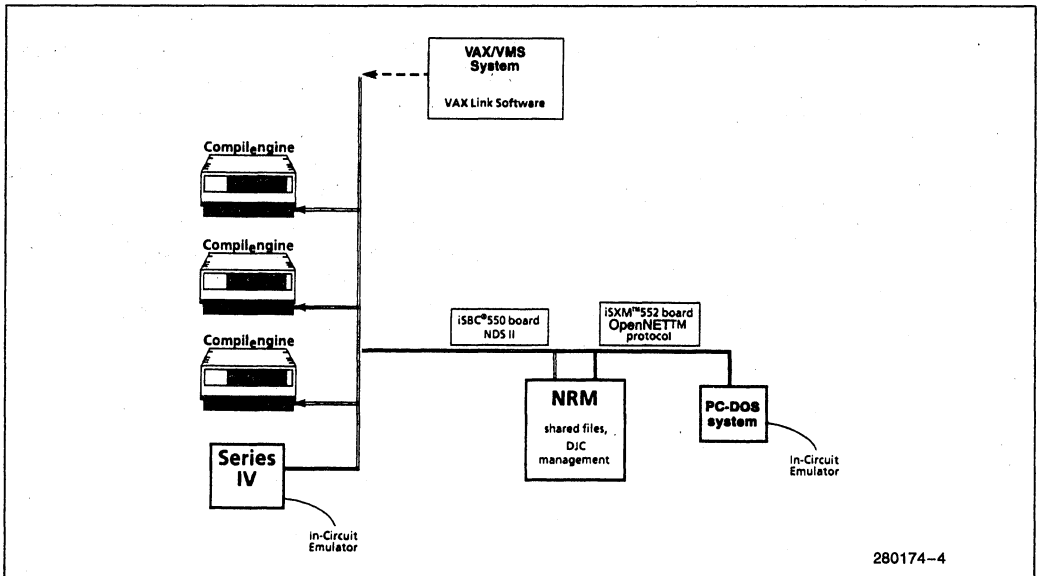 VAX/VMS
System
VAX Link Software
Compilengine
Compilengine
Compilengine
iSBC®550 board
NDS II
iSXM™552 board
OpenNET™
protocol
NRM
shared files,
DJC
management
PC-DOS
system
In-Circuit
Emulator
Series
IV
In-Circuit
Emulator
280174-4